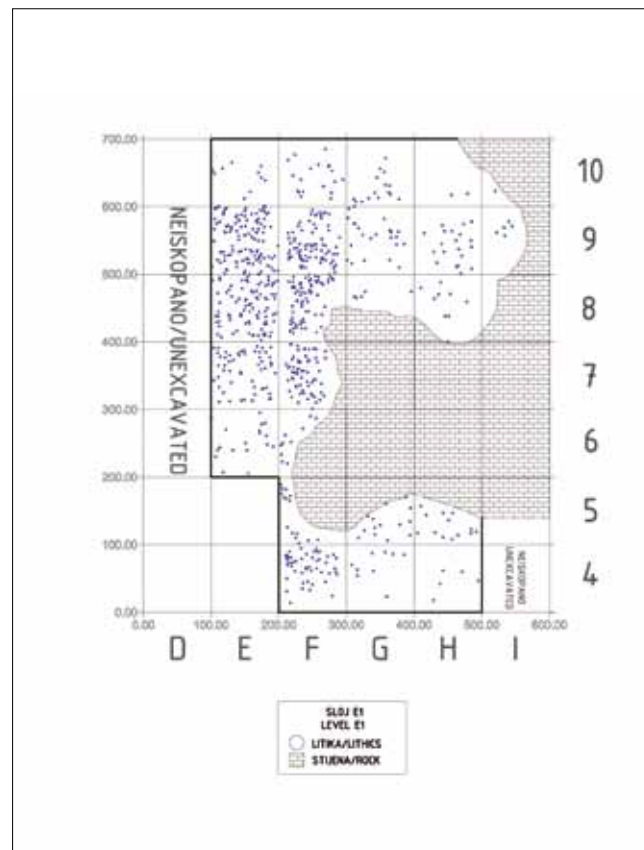 700.00
600.00
500.00
400.00
300.00
200.00
100.00
0.00
0.00 100.00 200.00 300.00 400.00 500.00 600.00
10
9
8
7
6
5
4
D E F G H I
NEISKOPANO/UNEXCAVATED
NEISKOPANO
UNEXCAVATED
SLOJ E1
LEVEL E1
LITIKA/LITHICS
STIJENA/ROCK